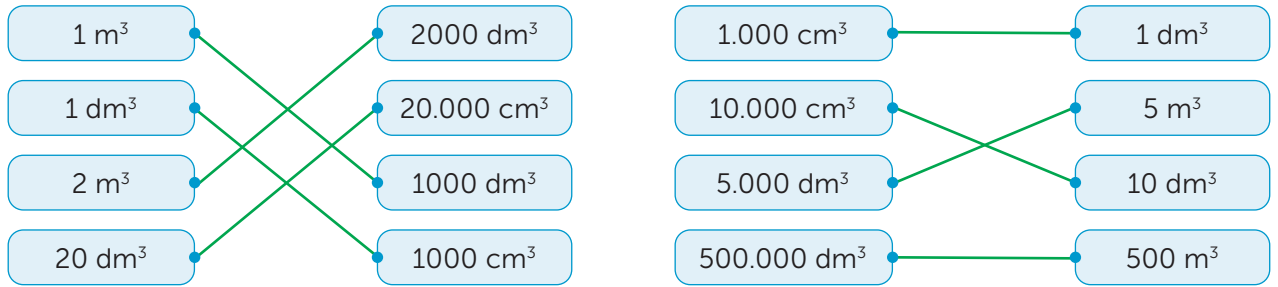 1 m³ 2000 dm³ 1.000 cm³ 1 dm³
1 dm³ 20.000 cm³ 10.000 cm³ 5 m³
2 m³ 1000 dm³ 5.000 dm³ 10 dm³
20 dm³ 1000 cm³ 500.000 dm³ 500 m³